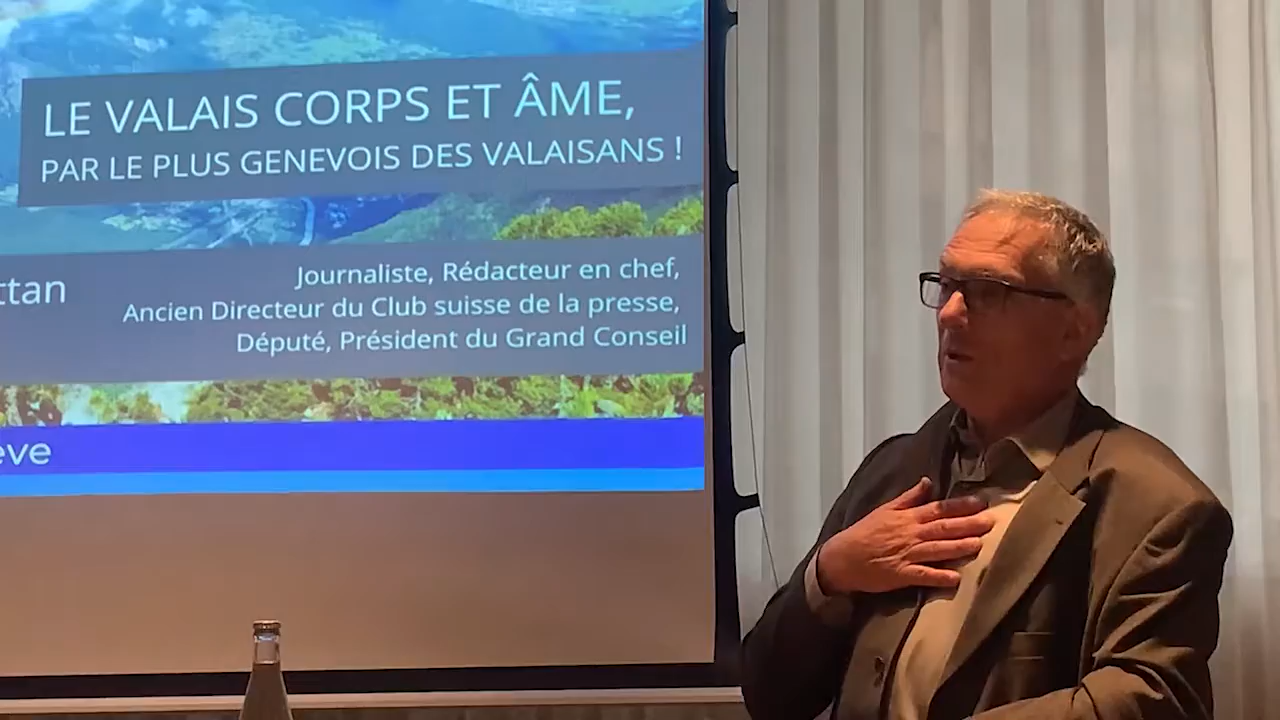 LE VALAIS CORPS ET ÂME,
PAR LE PLUS GENEVOIS DES VALAISANS !
ttan
Journaliste, Rédacteur en chef,
Ancien Directeur du Club suisse de la presse,
Député, Président du Grand Conseil
ève